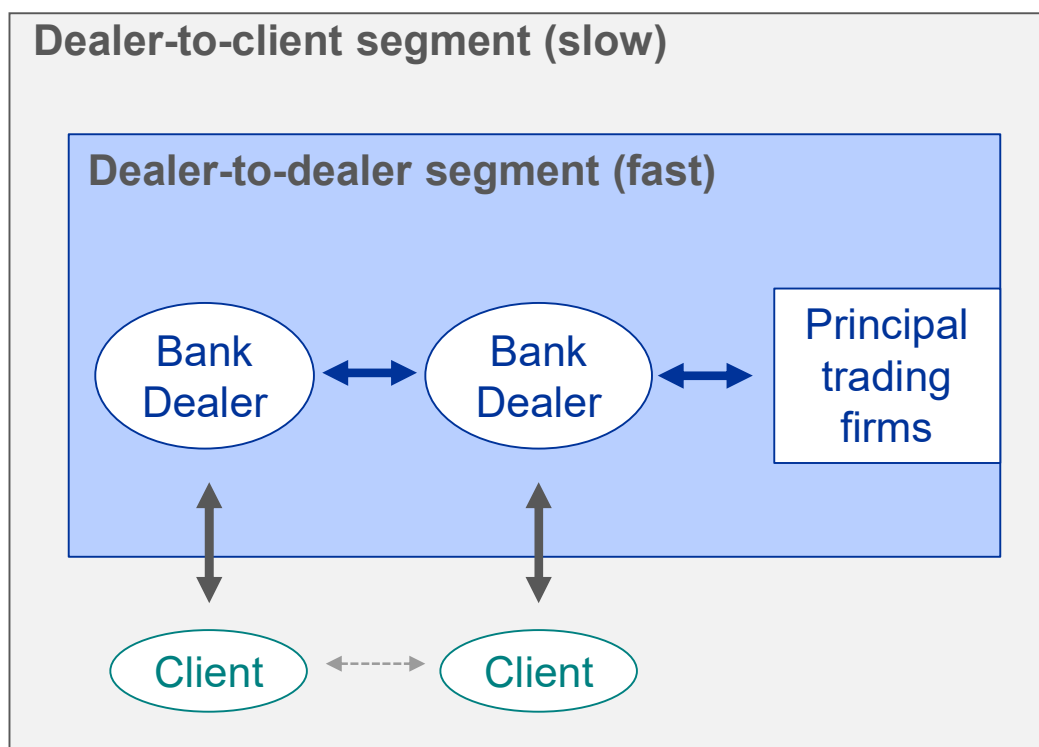 Dealer-to-client segment (slow)
Dealer-to-dealer segment (fast)
Bank
Dealer
Bank
Dealer
Principal
trading
firms
Client
Client